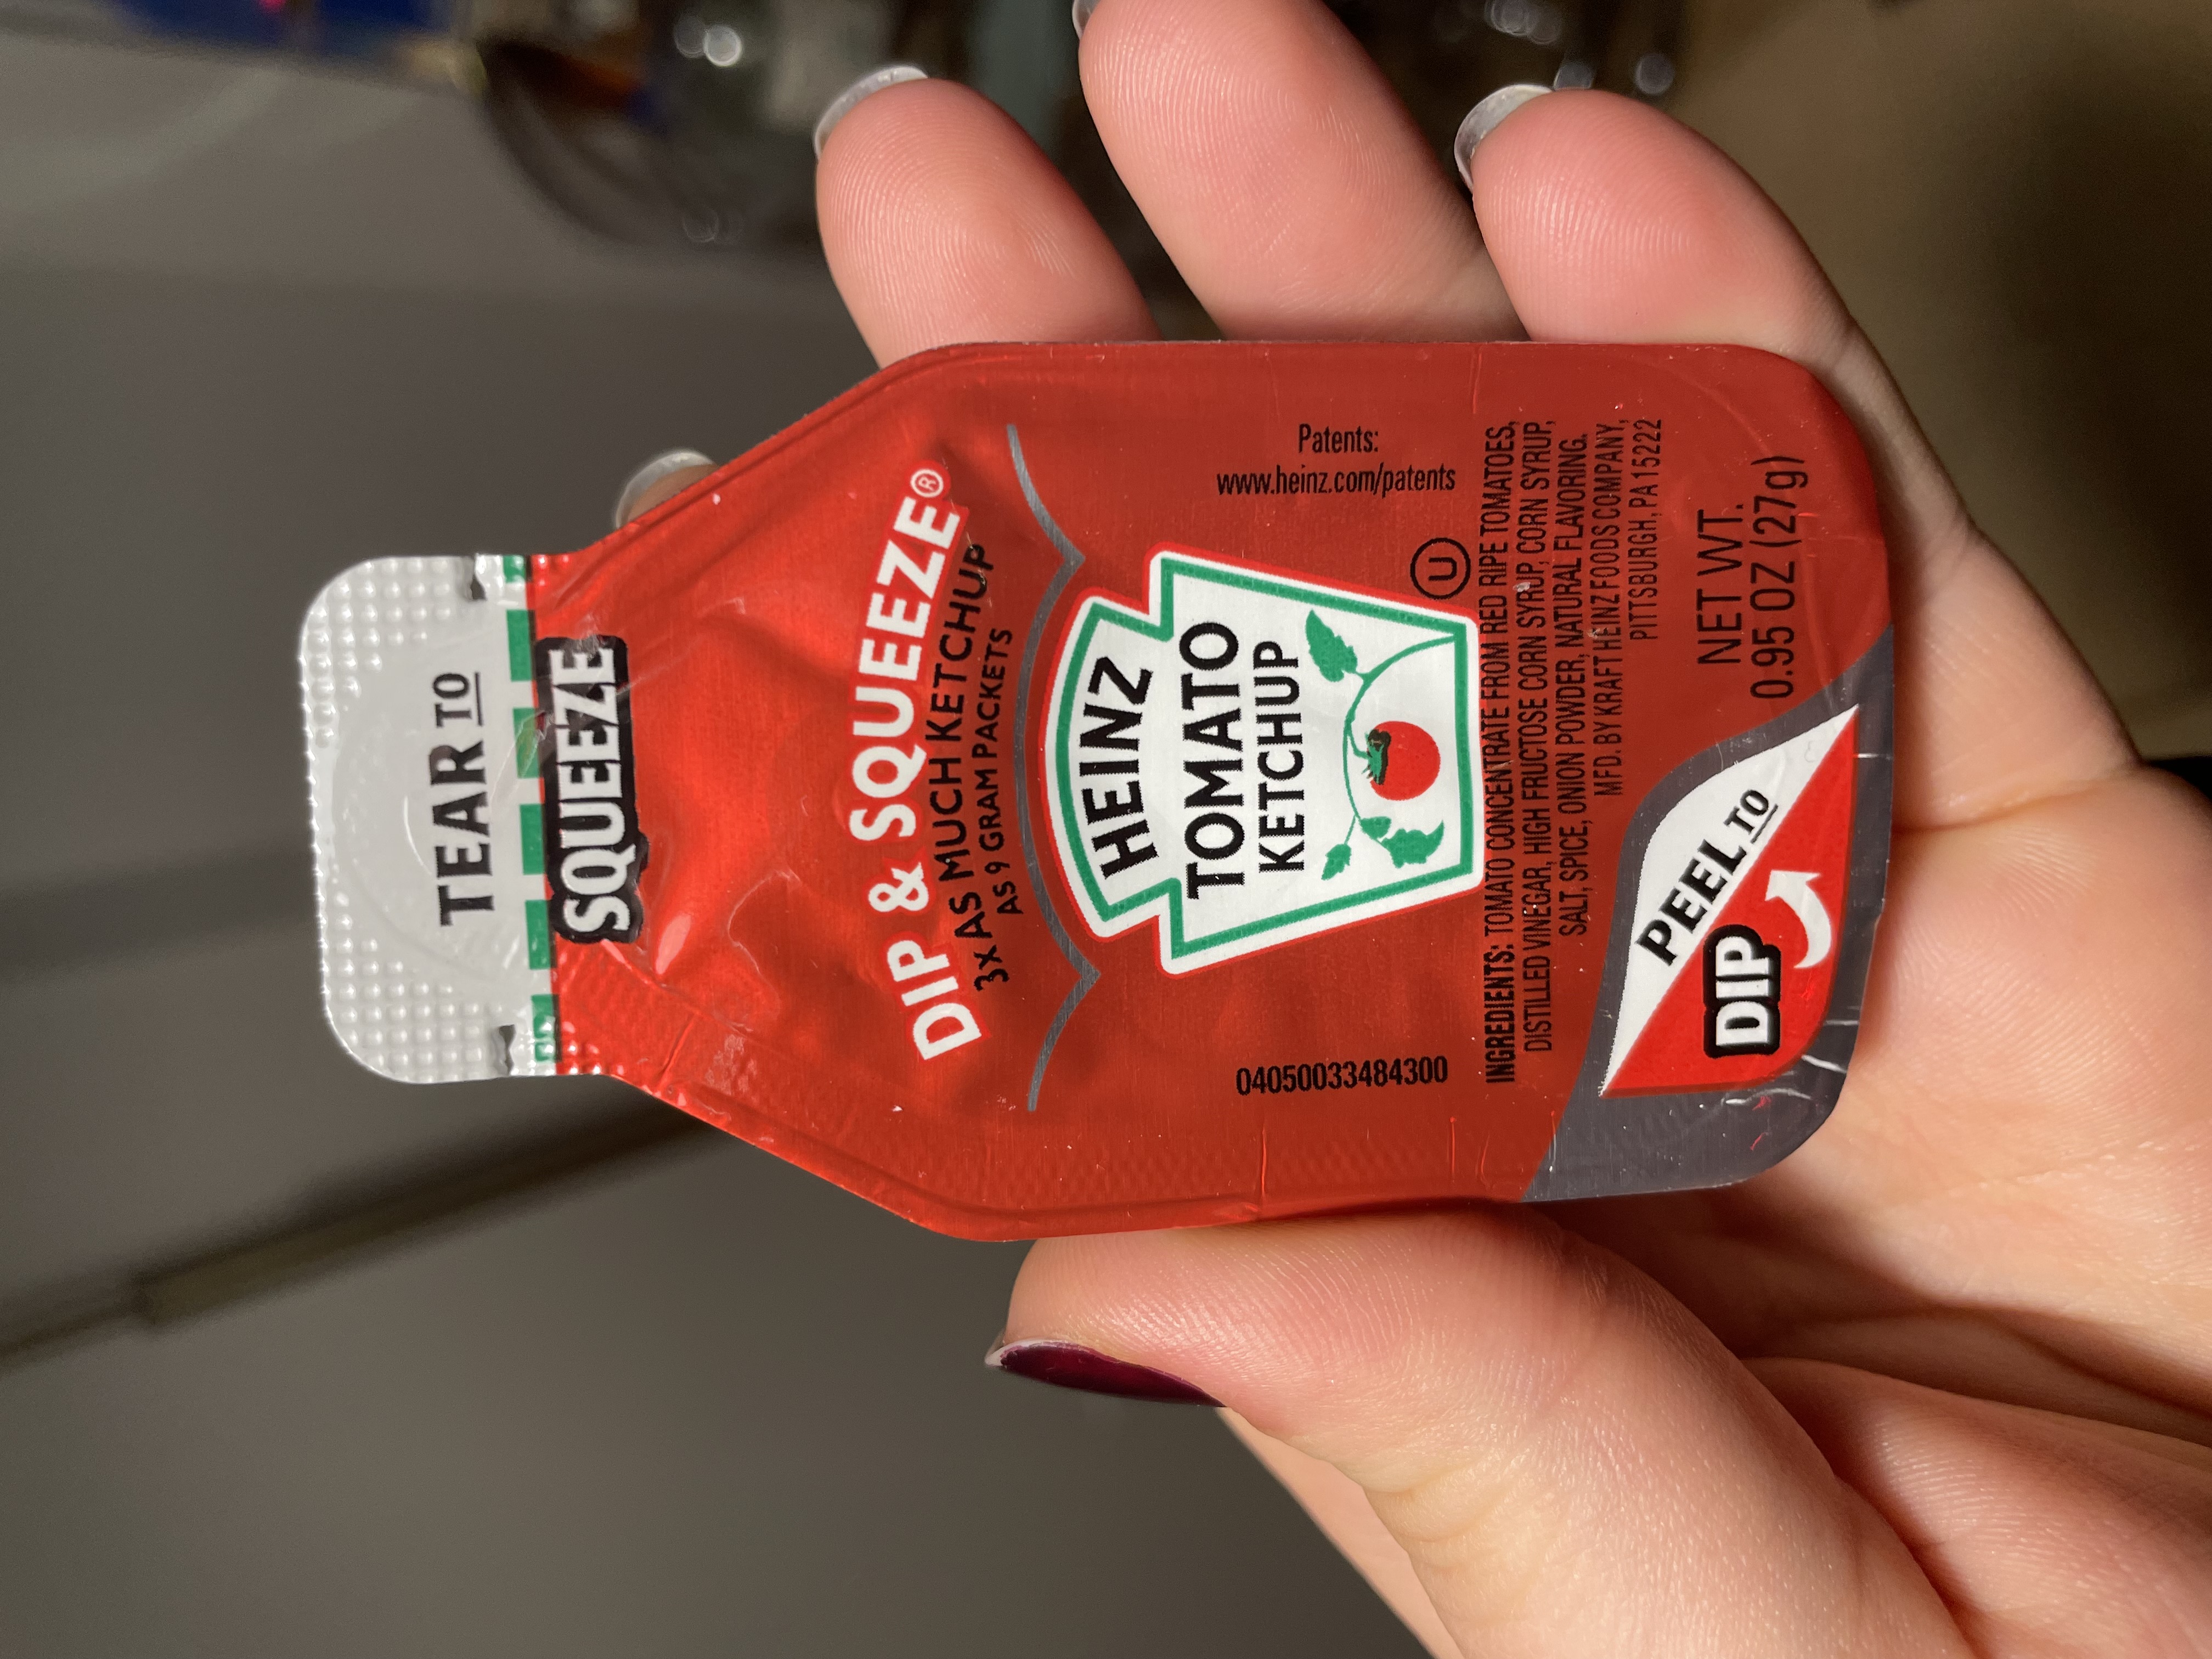 TEAR TO
SQUEEZE
DIP & SQUEEZE®
3X AS MUCH KETCHUP
AS 9 GRAM PACKETS
HEINZ
TOMATO
KETCHUP
04050033484300
Patents:
www.heinz.com/patents
U
INGREDIENTS: TOMATO CONCENTRATE FROM RED RIPE TOMATOES,
DISTILLED VINEGAR, HIGH FRUCTOSE CORN SYRUP, CORN SYRUP,
SALT, SPICE, ONION POWDER, NATURAL FLAVORING.
MFD. BY KRAFT HEINZ FOODS COMPANY,
PITTSBURGH, PA 15222
PEEL TO
DIP
NET WT.
0.95 OZ (27g)